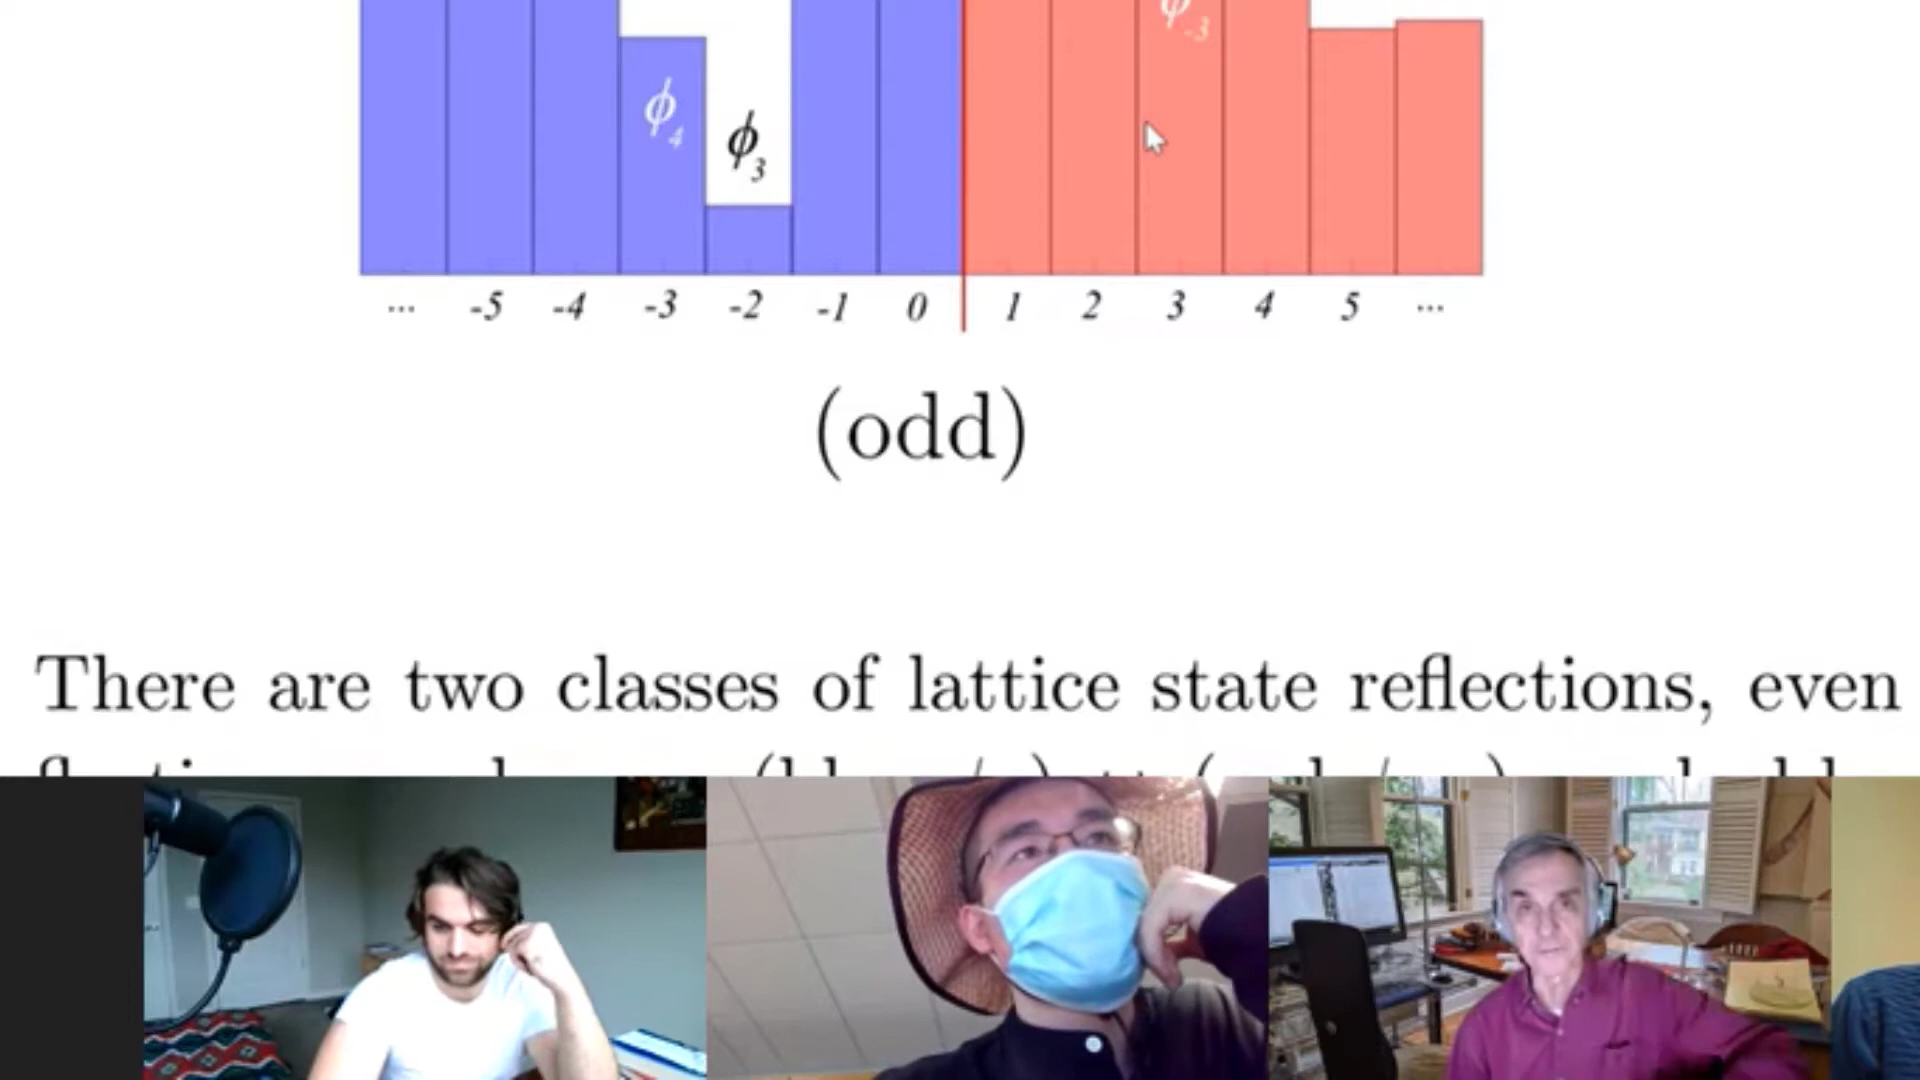 ϕ₋₃
ϕ₄
ϕ₃
... -5 -4 -3 -2 -1 0 1 2 3 4 5 ...
(odd)
There are two classes of lattice state reflections, even